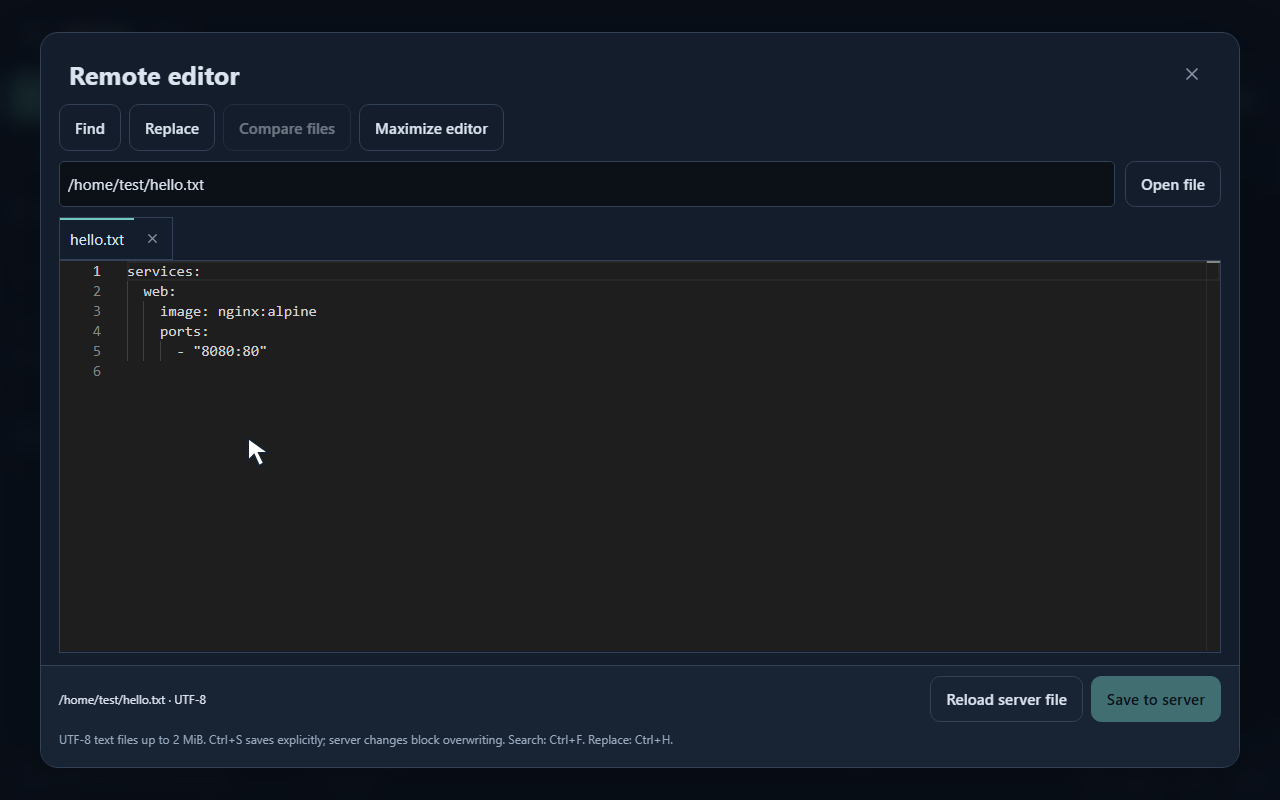 Remote editor
Find
Replace
Compare files
Maximize editor
/home/test/hello.txt
Open file
hello.txt
1 services:
2   web:
3     image: nginx:alpine
4     ports:
5       - "8080:80"
6
/home/test/hello.txt · UTF-8
Reload server file
Save to server
UTF-8 text files up to 2 MiB. Ctrl+S saves explicitly; server changes block overwriting. Search: Ctrl+F. Replace: Ctrl+H.